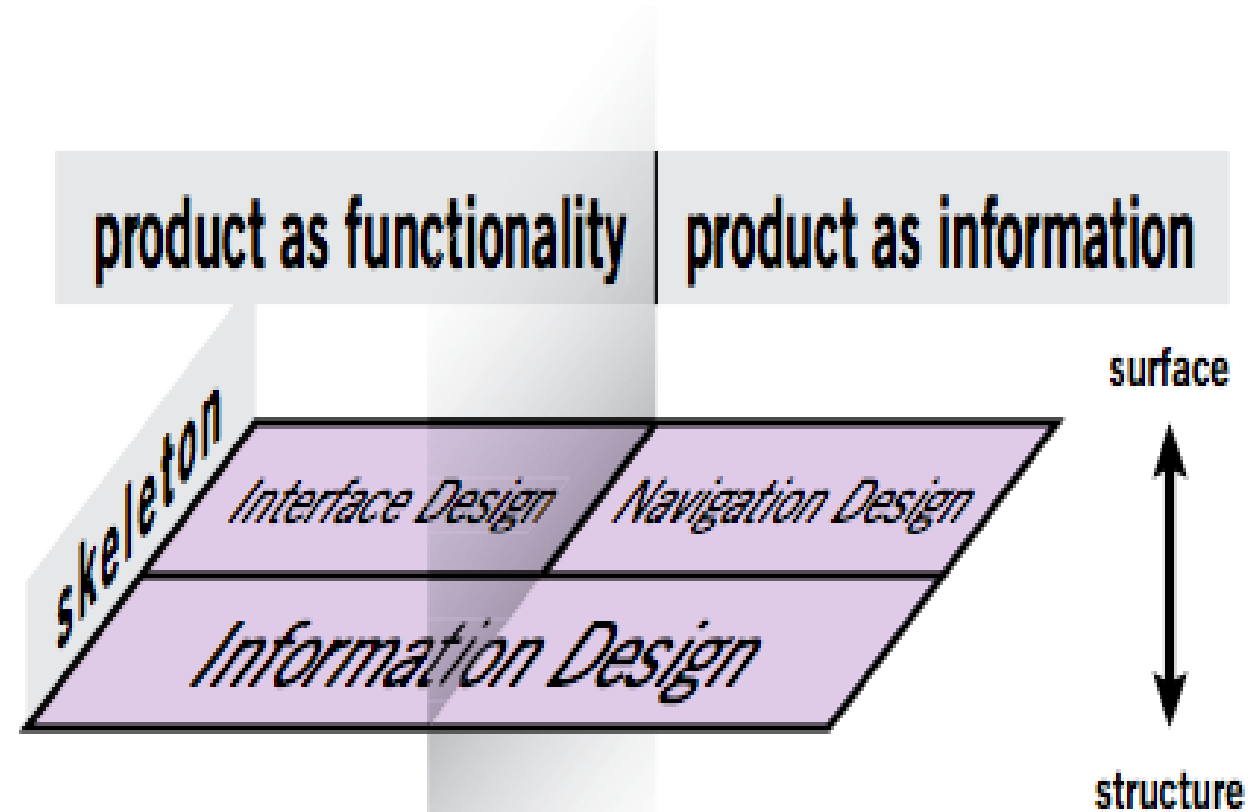 product as functionality
product as information
surface
skeleton
Interface Design
Navigation Design
Information Design
structure